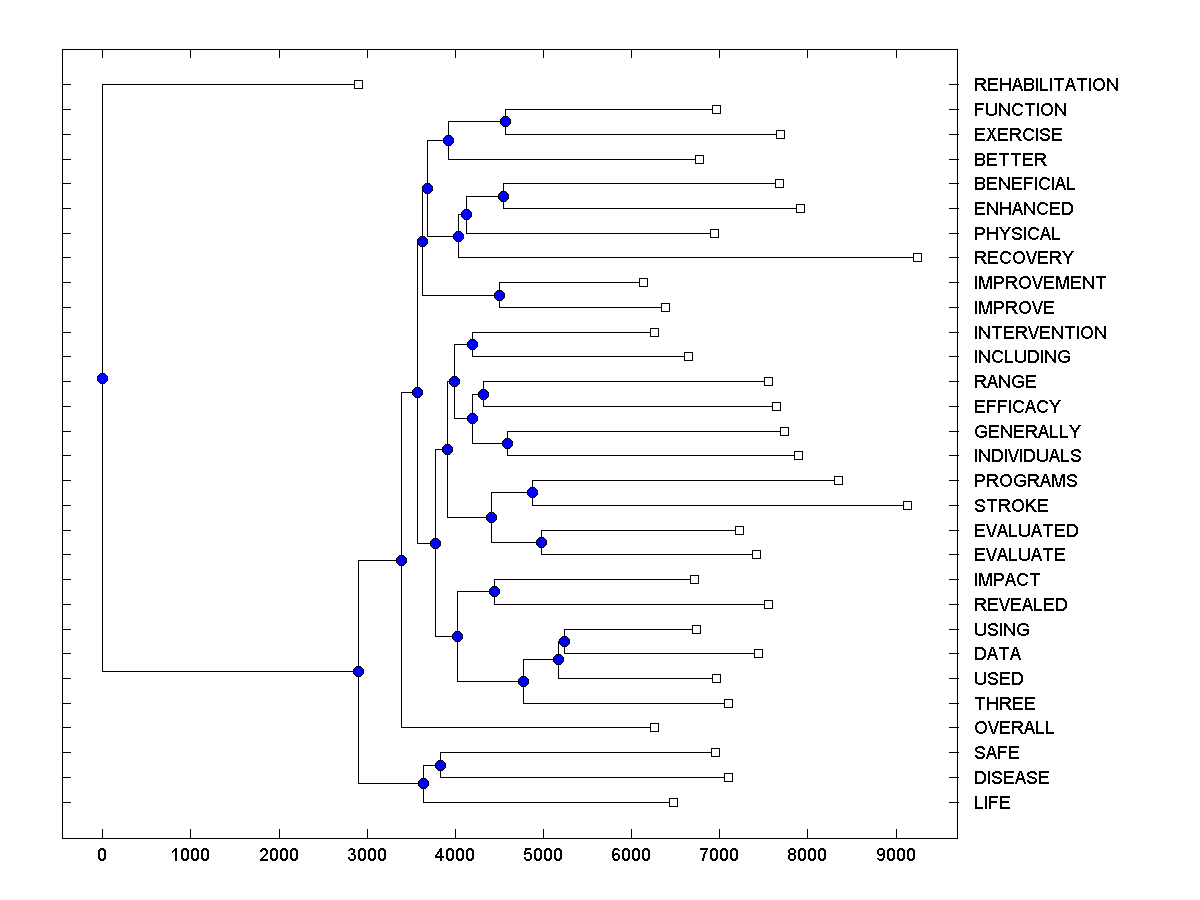 REHABILITATION
FUNCTION
EXERCISE
BETTER
BENEFICIAL
ENHANCED
PHYSICAL
RECOVERY
IMPROVEMENT
IMPROVE
INTERVENTION
INCLUDING
RANGE
EFFICACY
GENERALLY
INDIVIDUALS
PROGRAMS
STROKE
EVALUATED
EVALUATE
IMPACT
REVEALED
USING
DATA
USED
THREE
OVERALL
SAFE
DISEASE
LIFE
0 1000 2000 3000 4000 5000 6000 7000 8000 9000